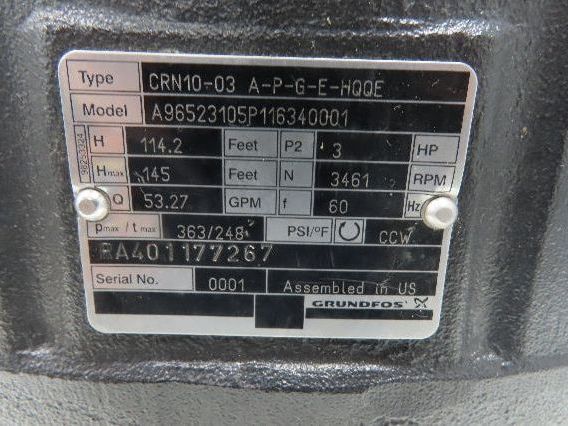 Type CRN10-03 A-P-G-E-HQQE
Model A96523105P116340001
H 114.2 Feet P2 3 HP
Hmax 145 Feet N 3461 RPM
Q 53.27 GPM f 60 Hz
pmax / tmax 363/248 PSI/°F CCW
RA401177267
Serial No. 0001 Assembled in US
GRUNDFOS